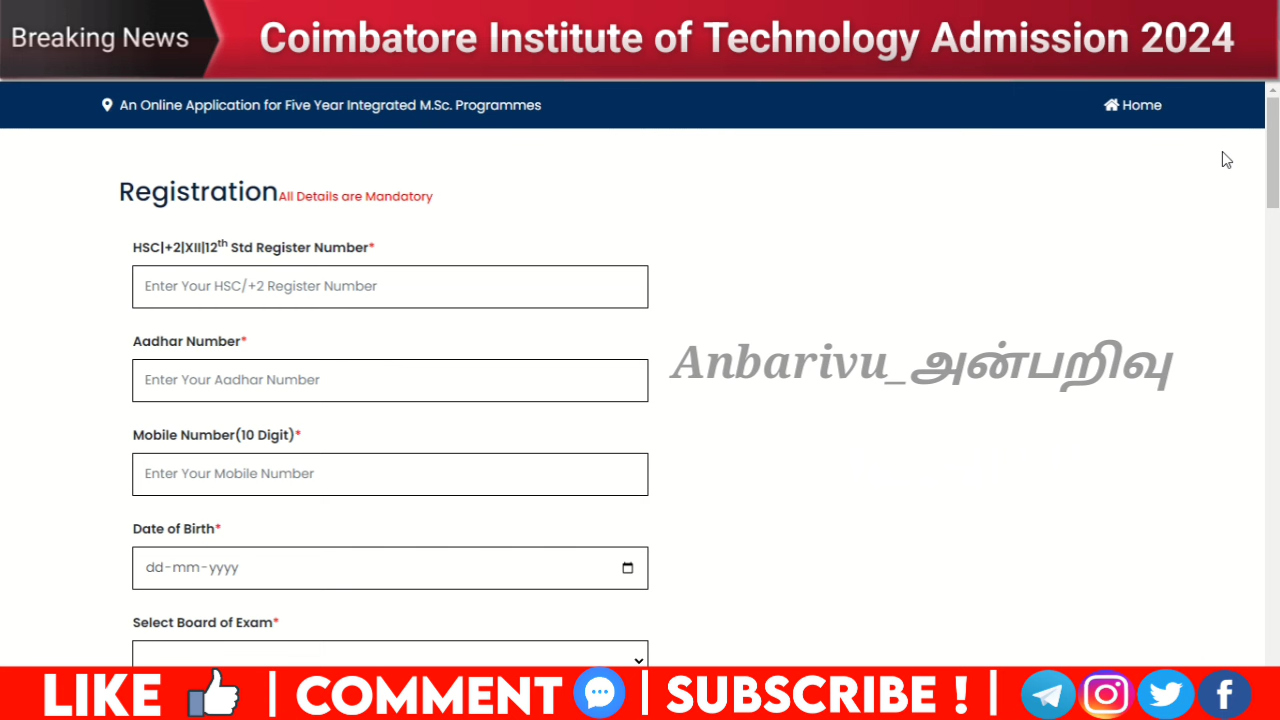 Breaking News
Coimbatore Institute of Technology Admission 2024
An Online Application for Five Year Integrated M.Sc. Programmes
Home
Registration All Details are Mandatory
HSC|+2|XII|12th Std Register Number*
Enter Your HSC/+2 Register Number
Aadhar Number*
Enter Your Aadhar Number
Anbarivu_அன்பறிவு
Mobile Number(10 Digit)*
Enter Your Mobile Number
Date of Birth*
dd-mm-yyyy
Select Board of Exam*
LIKE | COMMENT | SUBSCRIBE ! |